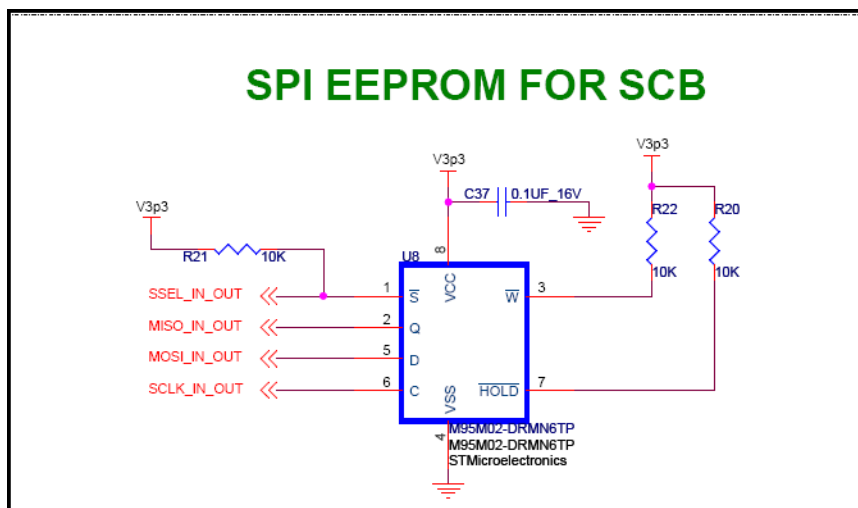 SPI EEPROM FOR SCB
V3p3
V3p3
C37 0.1UF_16V
V3p3
R22
R20
R21 10K
U8
10K
10K
8
VCC
SSEL_IN_OUT
1
S
W
3
MISO_IN_OUT
2
Q
MOSI_IN_OUT
5
D
SCLK_IN_OUT
6
C
HOLD
7
VSS
4
M95M02-DRMN6TP
M95M02-DRMN6TP
STMicroelectronics